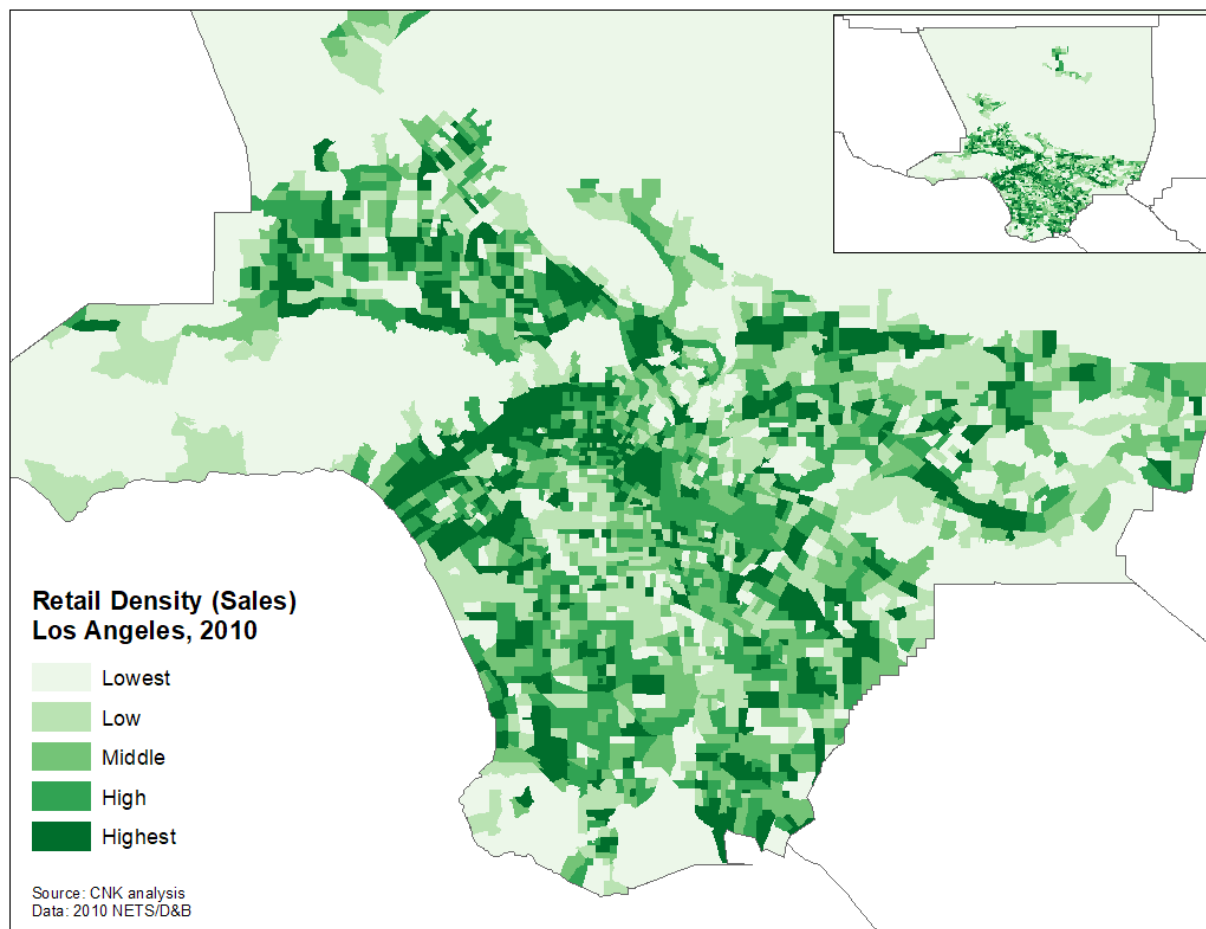 Retail Density (Sales)
Los Angeles, 2010
Lowest
Low
Middle
High
Highest
Source: CNK analysis
Data: 2010 NETS/D&B